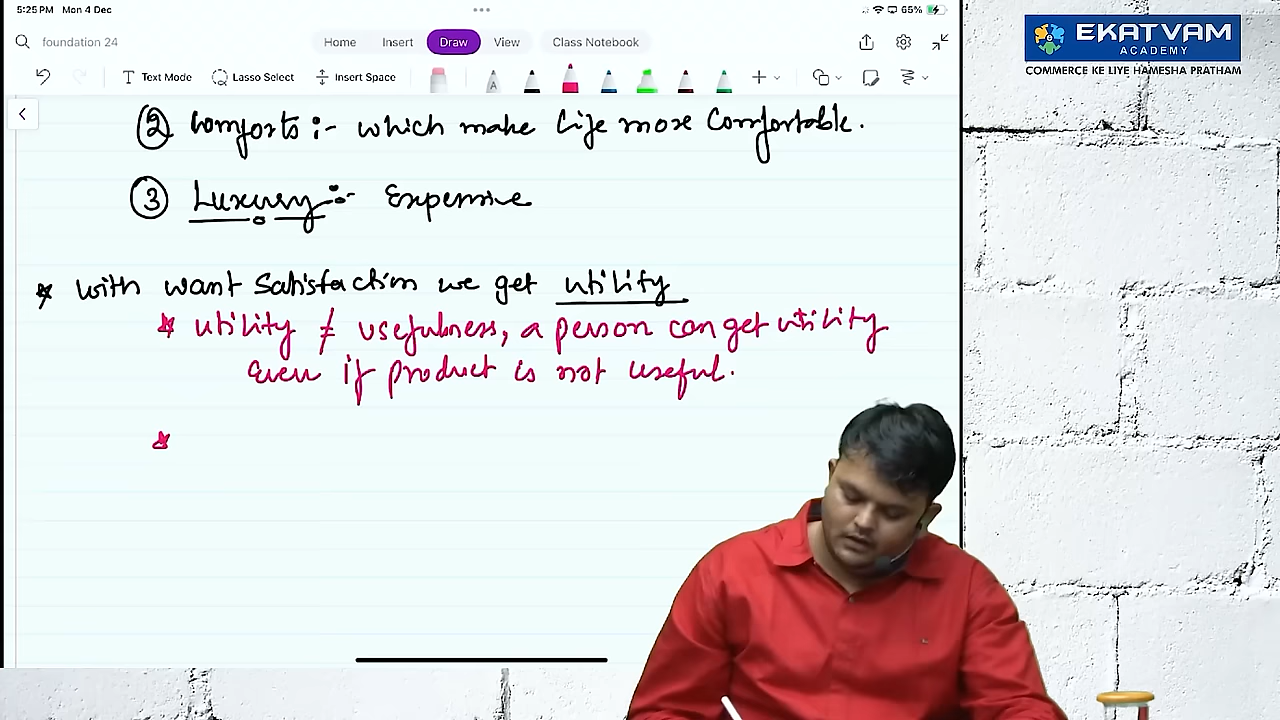 5:25 PM Mon 4 Dec
65%
foundation 24
Home Insert Draw View Class Notebook
Text Mode Lasso Select Insert Space
EKATVAM
ACADEMY
COMMERCE KE LIYE HAMESHA PRATHAM
② Comforts :- which make life more Comfortable.
③ Luxury :- Expensive
* With want Satisfaction we get utility
* utility ≠ usefulness, a person can get utility
Even if product is not useful.
*